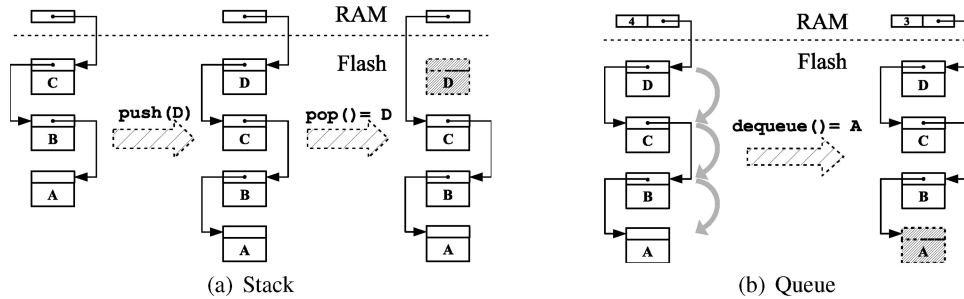 RAM
Flash
C
B
A
push(D)
D
C
B
A
pop()= D
D
C
B
A
(a) Stack
4
3
RAM
Flash
D
C
B
A
dequeue()= A
D
C
B
A
(b) Queue